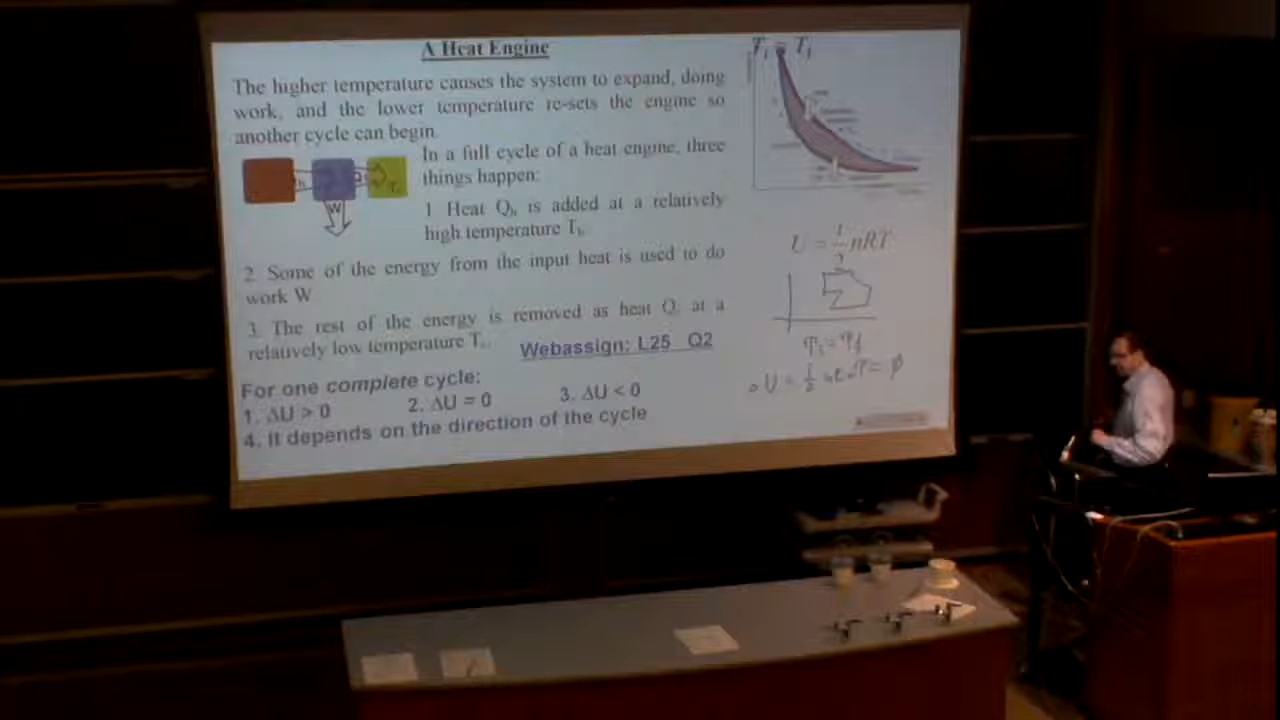 A Heat Engine
The higher temperature causes the system to expand, doing
work, and the lower temperature re-sets the engine so
another cycle can begin.
In a full cycle of a heat engine, three
things happen:
1. Heat Qh is added at a relatively
high temperature Th.
W
2. Some of the energy from the input heat is used to do
work W
3. The rest of the energy is removed as heat Q at a
relatively low temperature T
Webassign: L25 Q2
For one complete cycle:
1. ΔU > 0 2. ΔU = 0 3. ΔU < 0
4. It depends on the direction of the cycle
Ti = Tf
U = nRT
Ti = Tf